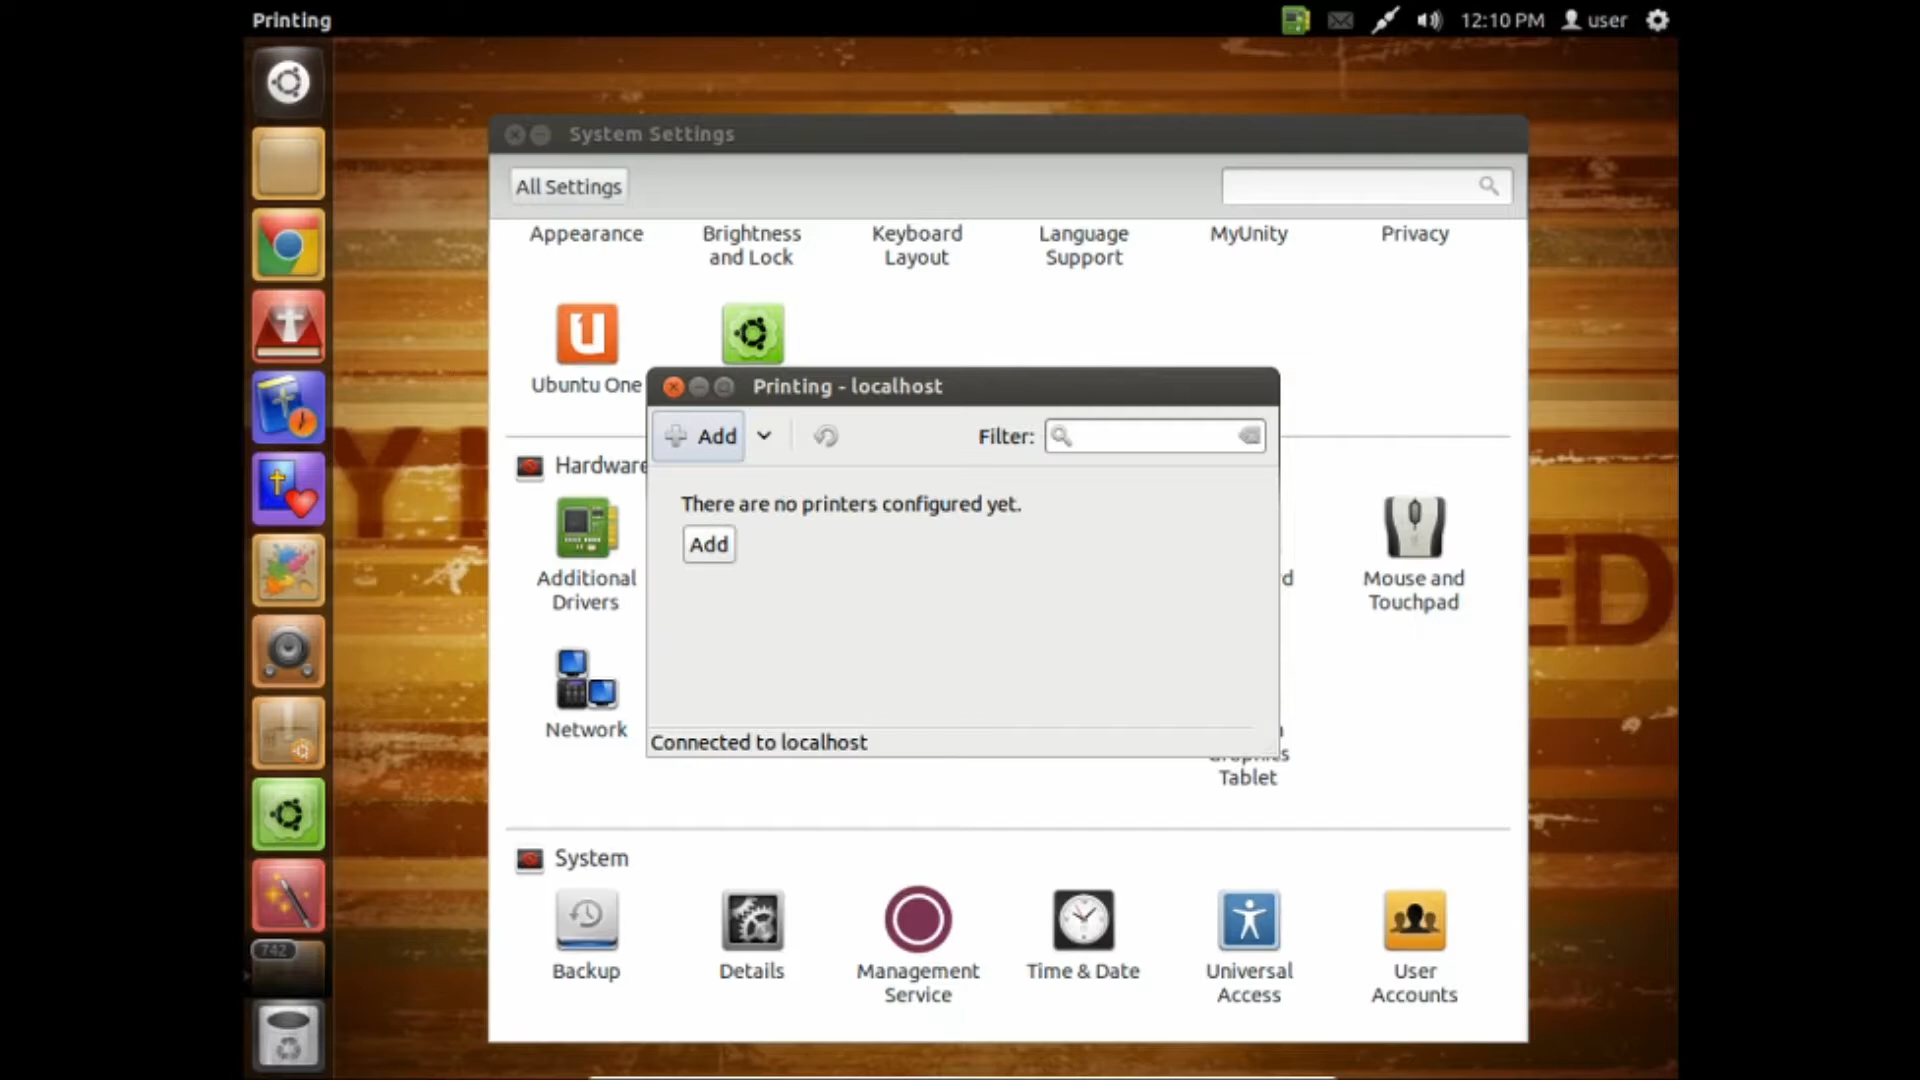 Printing
12:10 PM
user
System Settings
All Settings
Appearance
Brightness
and Lock
Keyboard
Layout
Language
Support
MyUnity
Privacy
Ubuntu One
Printing - localhost
Add
Filter:
There are no printers configured yet.
Add
Connected to localhost
Hardware
Additional
Drivers
Mouse and
Touchpad
Network
Tablet
System
Backup
Details
Management
Service
Time & Date
Universal
Access
User
Accounts
742